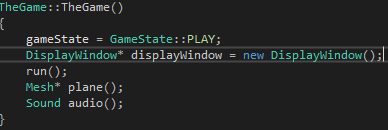 TheGame::TheGame()
{
gameState = GameState::PLAY;
DisplayWindow* displayWindow = new DisplayWindow();
run();
Mesh* plane();
Sound audio();
}